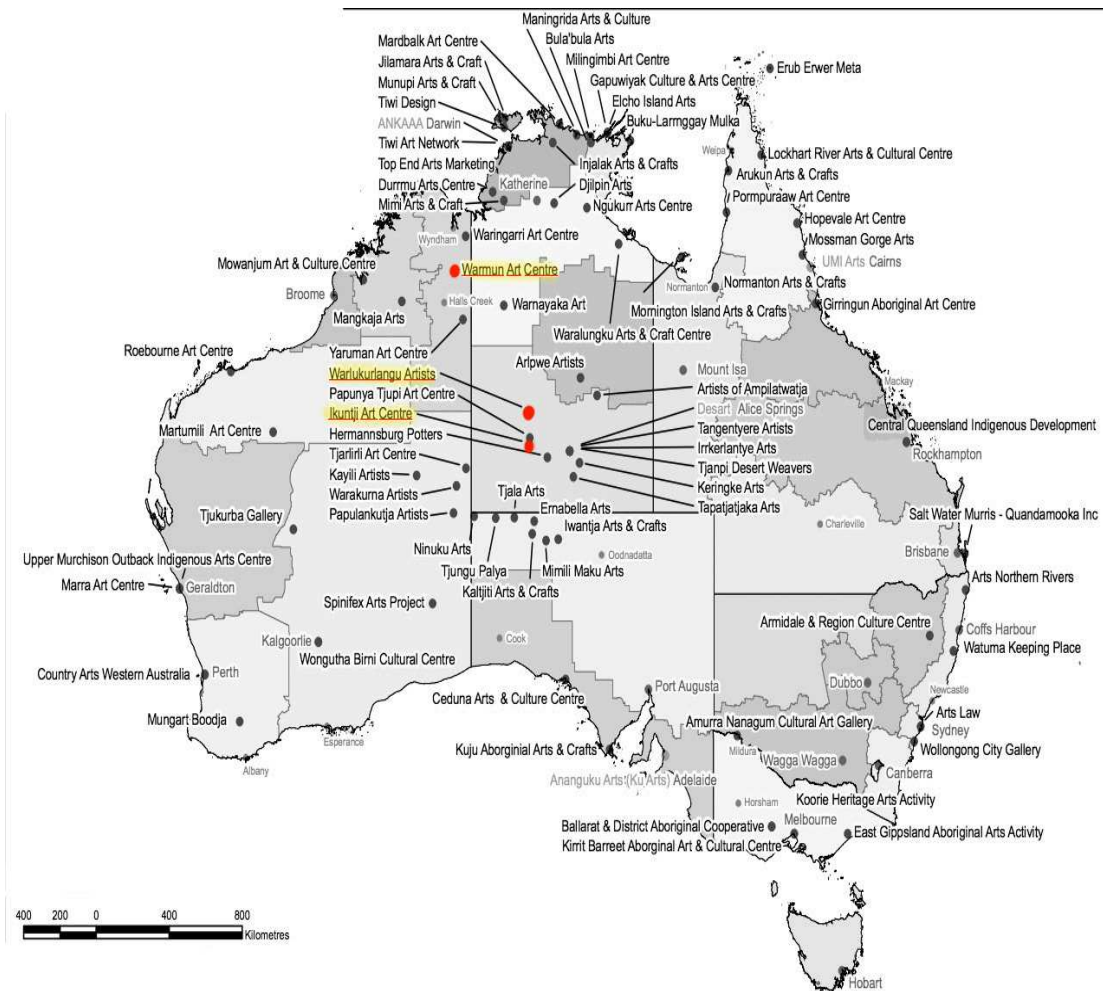 Maningrida Arts & Culture
Bula'bula Arts
Mardbalk Art Centre
Milingimbi Art Centre
Jilamara Arts & Craft
Gapuwiyak Culture & Arts Centre
Erub Erwer Meta
Munupi Arts & Craft
Elcho Island Arts
Tiwi Design
Buku-Larrnggay Mulka
ANKAAA Darwin
Tiwi Art Network
Weipa
Lockhart River Arts & Cultural Centre
Top End Arts Marketing
Injalak Arts & Crafts
Arukun Arts & Crafts
Durrmu Arts Centre
Katherine
Djilpin Arts
Pormpuraaw Art Centre
Mimi Arts & Craft
Ngukurr Arts Centre
Hopevale Art Centre
Wyndham
Waringarri Art Centre
Mossman Gorge Arts
UMI Arts Cairns
Mowanjum Art & Culture Centre
Warmun Art Centre
Normanton
Normanton Arts & Crafts
Broome
Halls Creek
Warnayaka Art
Mornington Island Arts & Crafts
Girringun Aboriginal Art Centre
Mangkaja Arts
Waralungku Arts & Craft Centre
Yaruman Art Centre
Roebourne Art Centre
Arlpwe Artists
Mount Isa
Warlukurlangu Artists
Mackay
Papunya Tjupi Art Centre
Artists of Ampilatwatja
Ikuntji Art Centre
Desart Alice Springs
Central Queensland Indigenous Development
Martumili Art Centre
Hermannsburg Potters
Tangentyere Artists
Rockhampton
Irrkerlantye Arts
Tjarlirli Art Centre
Tjanpi Desert Weavers
Kayili Artists
Keringke Arts
Warakurna Artists
Tjala Arts
Tapatjatjaka Arts
Ernabella Arts
Salt Water Murris - Quandamooka Inc
Papulankutja Artists
Tjukurba Gallery
Iwantja Arts & Crafts
Charleville
Ninuku Arts
Oodnadatta
Brisbane
Upper Murchison Outback Indigenous Arts Centre
Tjungu Palya
Mimili Maku Arts
Arts Northern Rivers
Marra Art Centre
Geraldton
Kaltjiti Arts & Crafts
Spinifex Arts Project
Armidale & Region Culture Centre
Coffs Harbour
Kalgoorlie
Cook
Watuma Keeping Place
Wongutha Birni Cultural Centre
Country Arts Western Australia
Perth
Dubbo
Port Augusta
Newcastle
Ceduna Arts & Culture Centre
Arts Law
Mungart Boodja
Amurra Nanagum Cultural Art Gallery
Sydney
Esperance
Kuju Aborginial Arts & Crafts
Mildura
Wollongong City Gallery
Albany
Wagga Wagga
Canberra
Ananguku Arts (Ku Arts) Adelaide
Horsham
Koorie Heritage Arts Activity
Ballarat & District Aboriginal Cooperative
Melbourne
East Gippsland Aboriginal Arts Activity
Kirrit Barreet Aborginal Art & Cultural Centre
400 200 0 400 800
Kilometres
Hobart